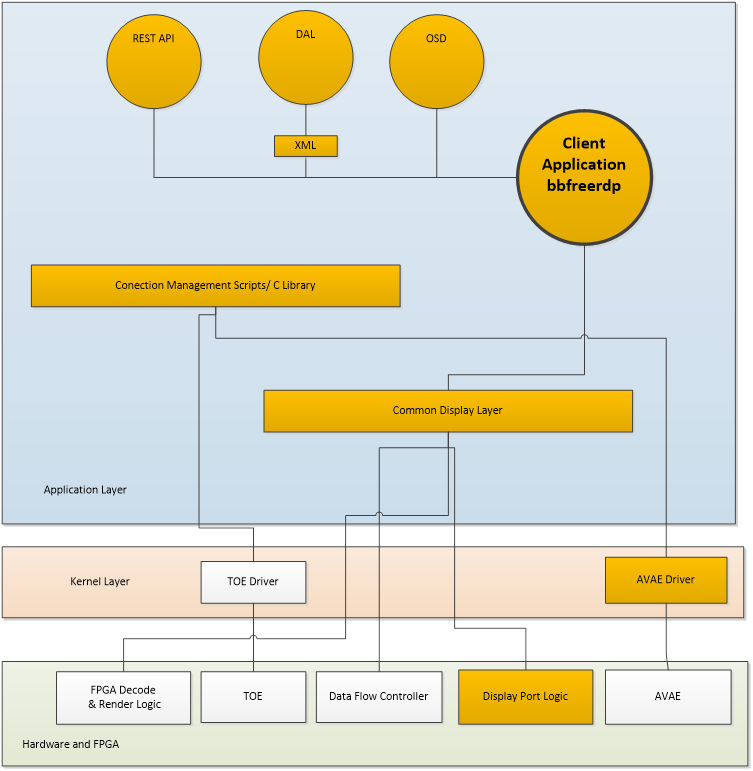 REST API
DAL
OSD
XML
Client
Application
bbfreerdp
Conection Management Scripts/ C Library
Common Display Layer
Application Layer
Kernel Layer
TOE Driver
AVAE Driver
FPGA Decode
& Render Logic
TOE
Data Flow Controller
Display Port Logic
AVAE
Hardware and FPGA